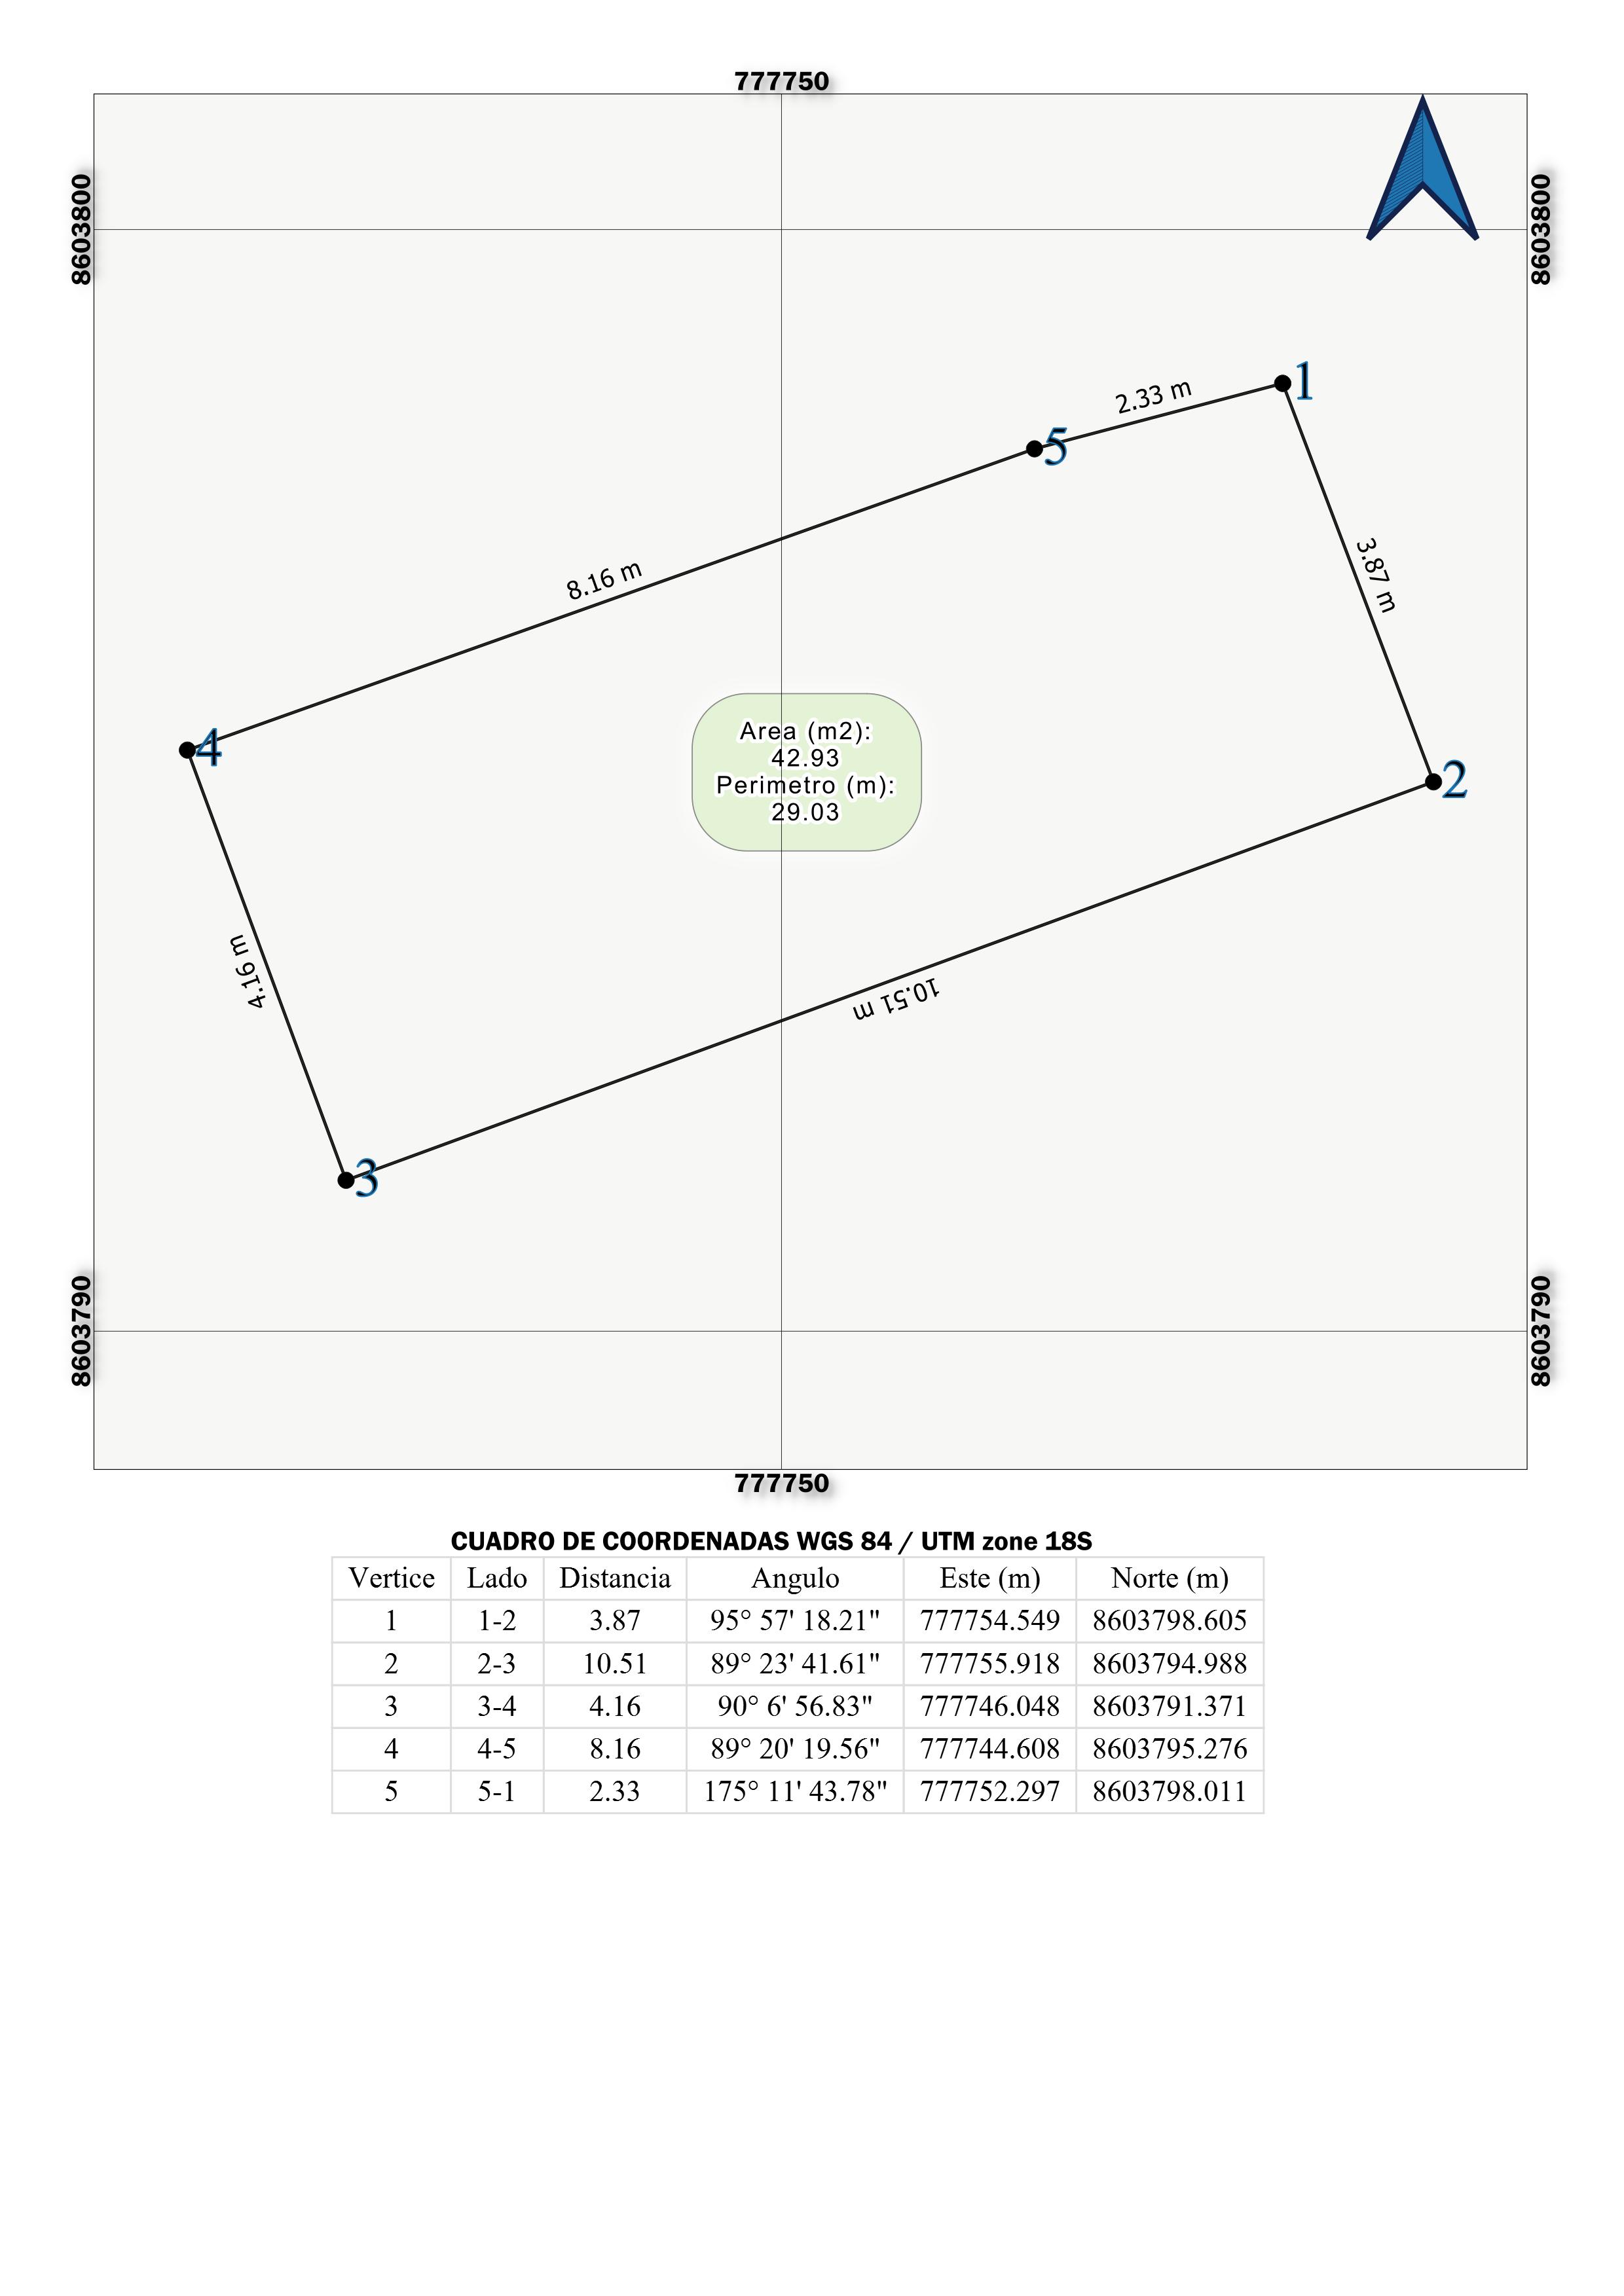 777750
8603800
8603800
1
2.33 m
5
3.87 m
8.16 m
4
Area (m2):
42.93
Perimetro (m):
29.03
2
4.16 m
10.51 m
3
8603790
8603790
777750
CUADRO DE COORDENADAS WGS 84 / UTM zone 18S
Vertice Lado Distancia Angulo Este (m) Norte (m)
1 1-2 3.87 95° 57' 18.21" 777754.549 8603798.605
2 2-3 10.51 89° 23' 41.61" 777755.918 8603794.988
3 3-4 4.16 90° 6' 56.83" 777746.048 8603791.371
4 4-5 8.16 89° 20' 19.56" 777744.608 8603795.276
5 5-1 2.33 175° 11' 43.78" 777752.297 8603798.011